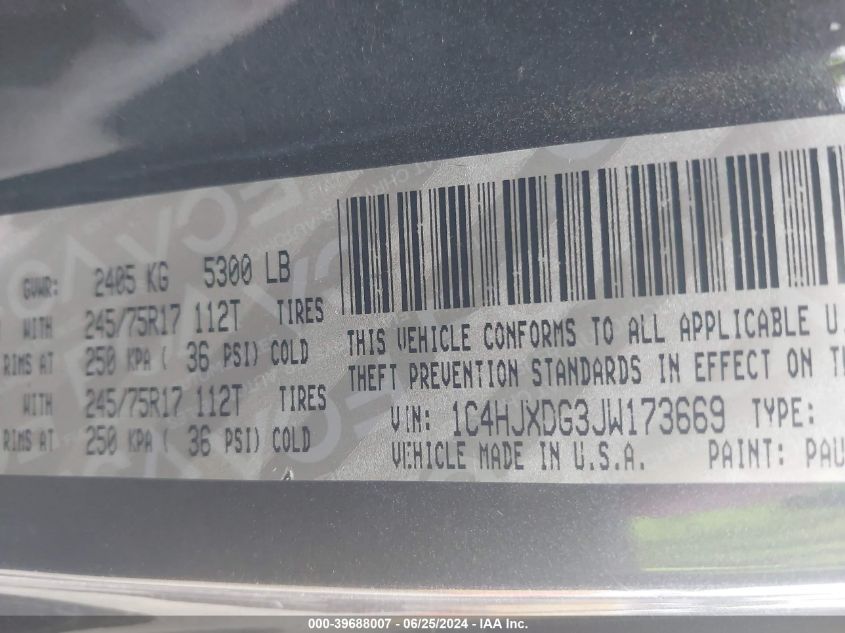 GVWR: 2405 KG 5300 LB
WITH 245/75R17 112T TIRES
RIMS AT 250 KPA ( 36 PSI) COLD
WITH 245/75R17 112T TIRES
RIMS AT 250 KPA ( 36 PSI) COLD
THIS VEHICLE CONFORMS TO ALL APPLICABLE U.
THEFT PREVENTION STANDARDS IN EFFECT ON
VIN: 1C4HJXDG3JW173669 TYPE:
VEHICLE MADE IN U.S.A. PAINT: PAU
000-39688007 - 06/25/2024 - IAA Inc.